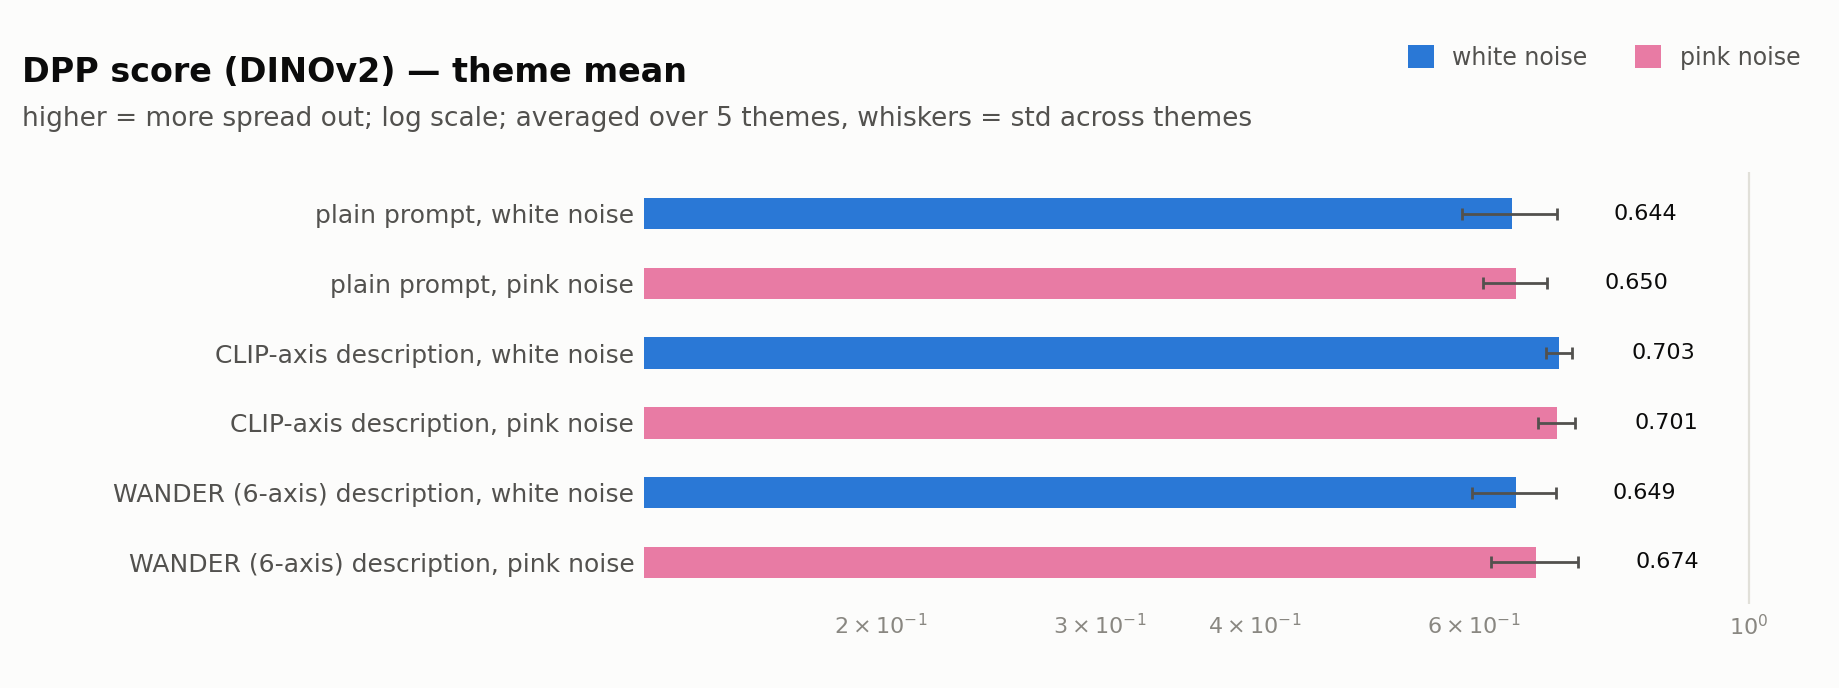 DPP score (DINOv2) — theme mean
higher = more spread out; log scale; averaged over 5 themes, whiskers = std across themes
white noise
pink noise
plain prompt, white noise 0.644
plain prompt, pink noise 0.650
CLIP-axis description, white noise 0.703
CLIP-axis description, pink noise 0.701
WANDER (6-axis) description, white noise 0.649
WANDER (6-axis) description, pink noise 0.674
2 × 10⁻¹ 3 × 10⁻¹ 4 × 10⁻¹ 6 × 10⁻¹ 10⁰